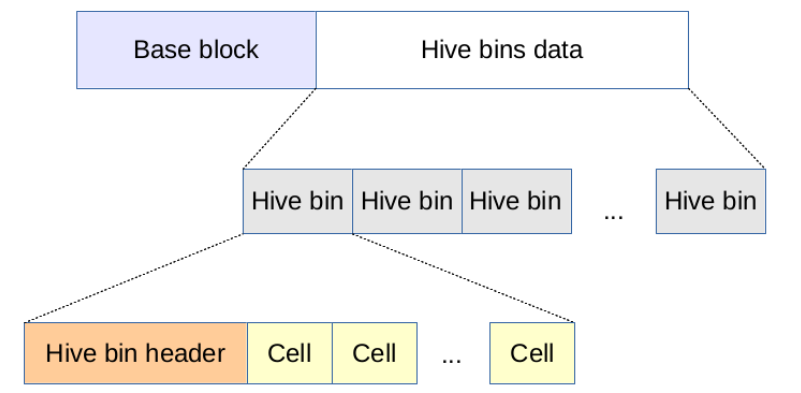 Base block
Hive bins data
Hive bin
Hive bin
Hive bin
...
Hive bin
Hive bin header
Cell
Cell
...
Cell